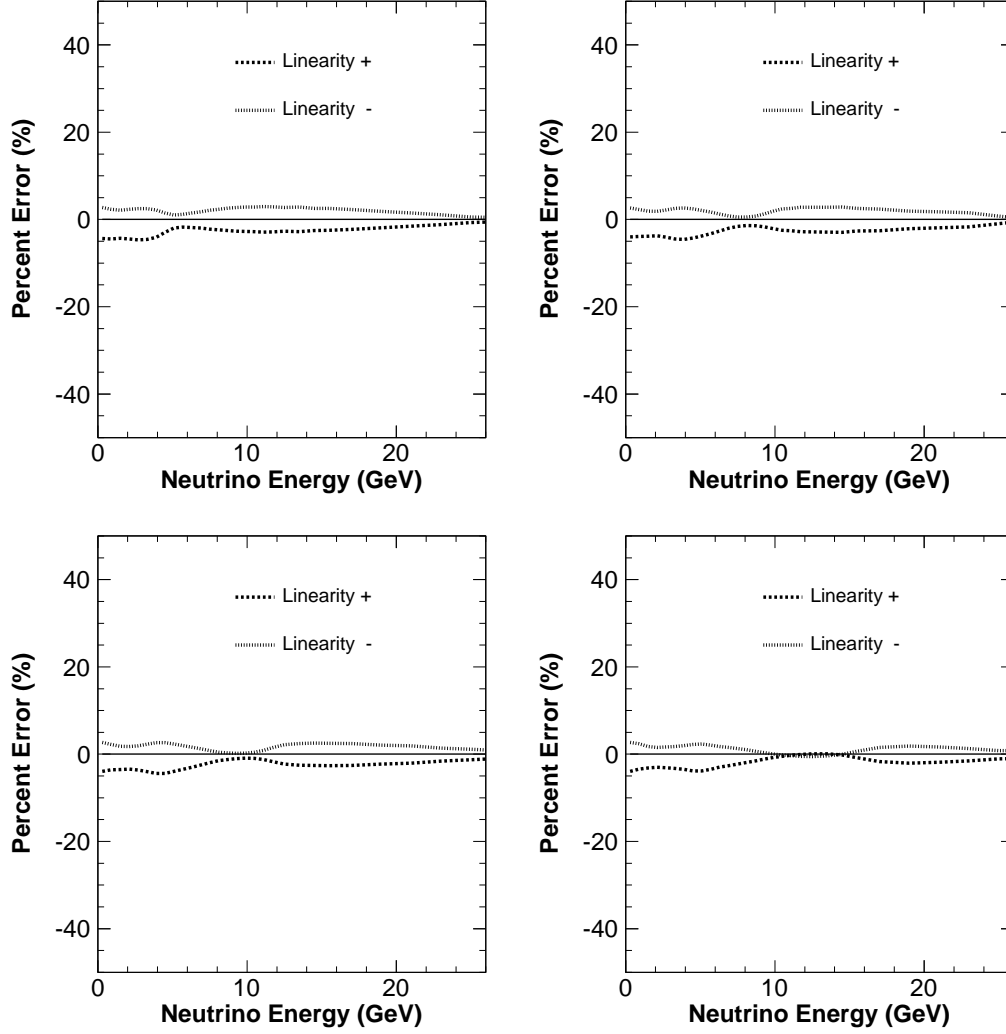 40
20
0
-20
-40
Percent Error (%)
Linearity +
Linearity -
0 10 20
Neutrino Energy (GeV)
40
20
0
-20
-40
Percent Error (%)
Linearity +
Linearity -
0 10 20
Neutrino Energy (GeV)
40
20
0
-20
-40
Percent Error (%)
Linearity +
Linearity -
0 10 20
Neutrino Energy (GeV)
40
20
0
-20
-40
Percent Error (%)
Linearity +
Linearity -
0 10 20
Neutrino Energy (GeV)